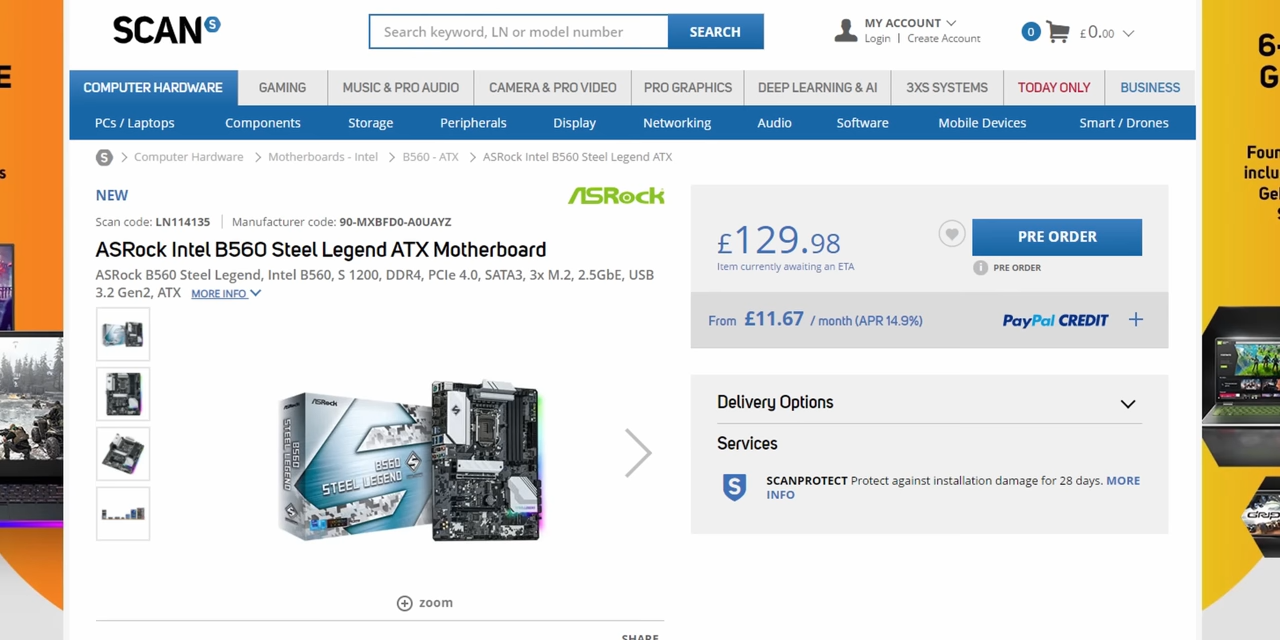 SCAN S
Search keyword, LN or model number
SEARCH
MY ACCOUNT
Login | Create Account
0
£0.00
COMPUTER HARDWARE
GAMING
MUSIC & PRO AUDIO
CAMERA & PRO VIDEO
PRO GRAPHICS
DEEP LEARNING & AI
3XS SYSTEMS
TODAY ONLY
BUSINESS
PCs / Laptops
Components
Storage
Peripherals
Display
Networking
Audio
Software
Mobile Devices
Smart / Drones
S > Computer Hardware > Motherboards - Intel > B560 - ATX > ASRock Intel B560 Steel Legend ATX
NEW
ASRock
Scan code: LN114135 | Manufacturer code: 90-MXBFD0-A0UAYZ
ASRock Intel B560 Steel Legend ATX Motherboard
ASRock B560 Steel Legend, Intel B560, S 1200, DDR4, PCIe 4.0, SATA3, 3x M.2, 2.5GbE, USB
3.2 Gen2, ATX MORE INFO
ASRock
B560
STEEL LEGEND
B560
STEEL LEGEND
zoom
SHARE
£129.98
Item currently awaiting an ETA
PRE ORDER
i PRE ORDER
From £11.67 / month (APR 14.9%)
PayPal CREDIT +
Delivery Options
Services
S
SCANPROTECT Protect against installation damage for 28 days. MORE
INFO